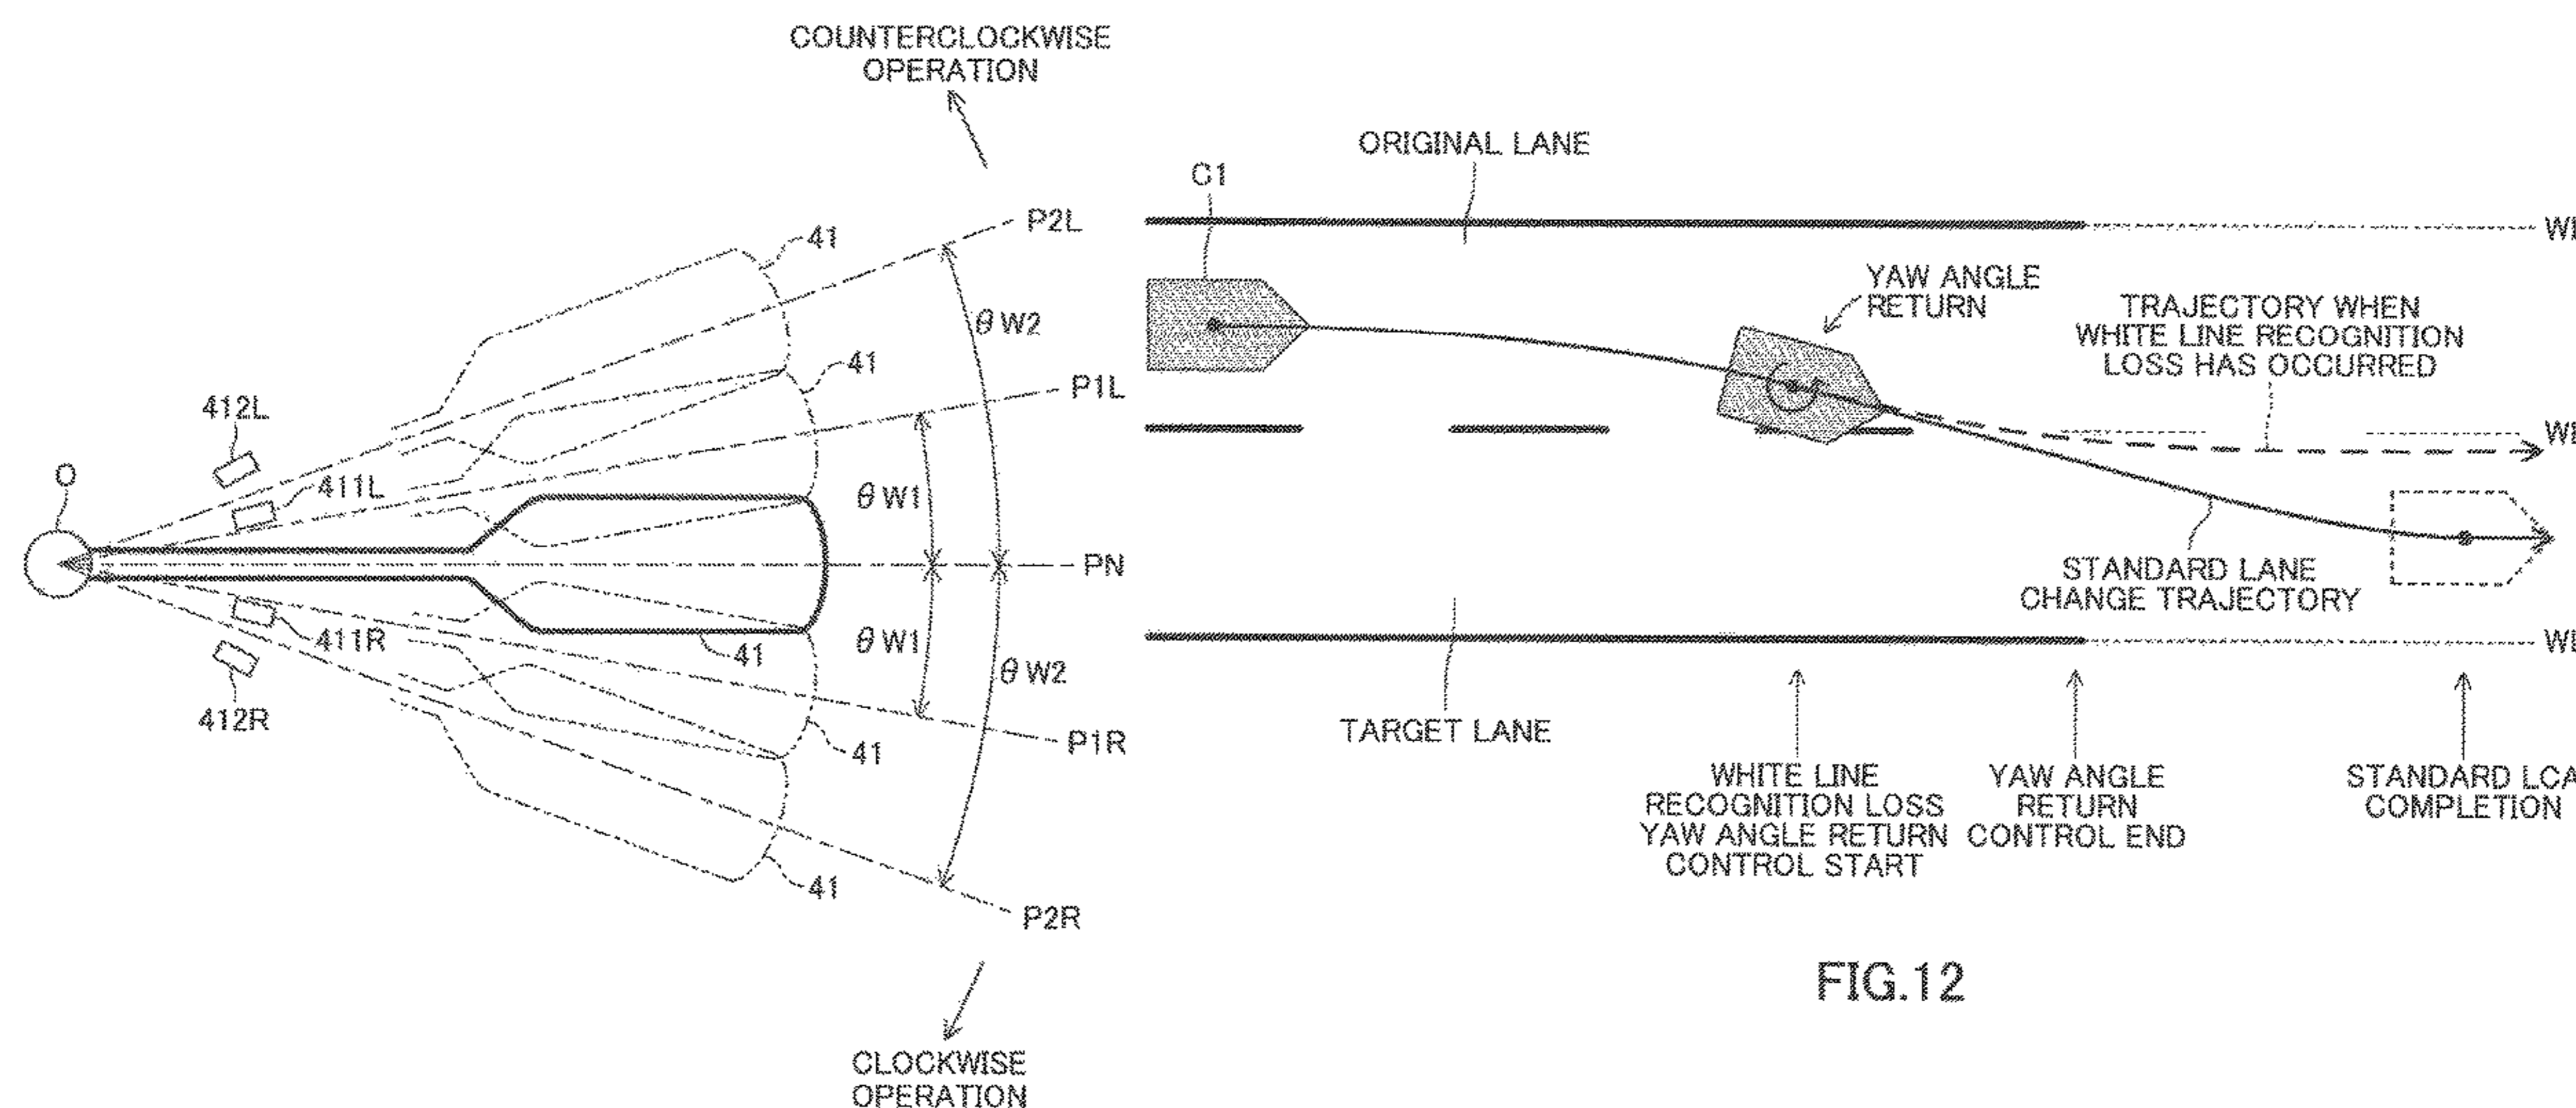 COUNTERCLOCKWISE
OPERATION
P2L
41
θW2
41
P1L
412L
411L
θW1
O
PN
411R
41
θW1
θW2
412R
P1R
41
41
P2R
CLOCKWISE
OPERATION
ORIGINAL LANE
C1
YAW ANGLE
RETURN
TRAJECTORY WHEN
WHITE LINE RECOGNITION
LOSS HAS OCCURRED
STANDARD LANE
CHANGE TRAJECTORY
TARGET LANE
WHITE LINE
RECOGNITION LOSS
YAW ANGLE RETURN
CONTROL START
YAW ANGLE
RETURN
CONTROL END
STANDARD LCA
COMPLETION
FIG.12